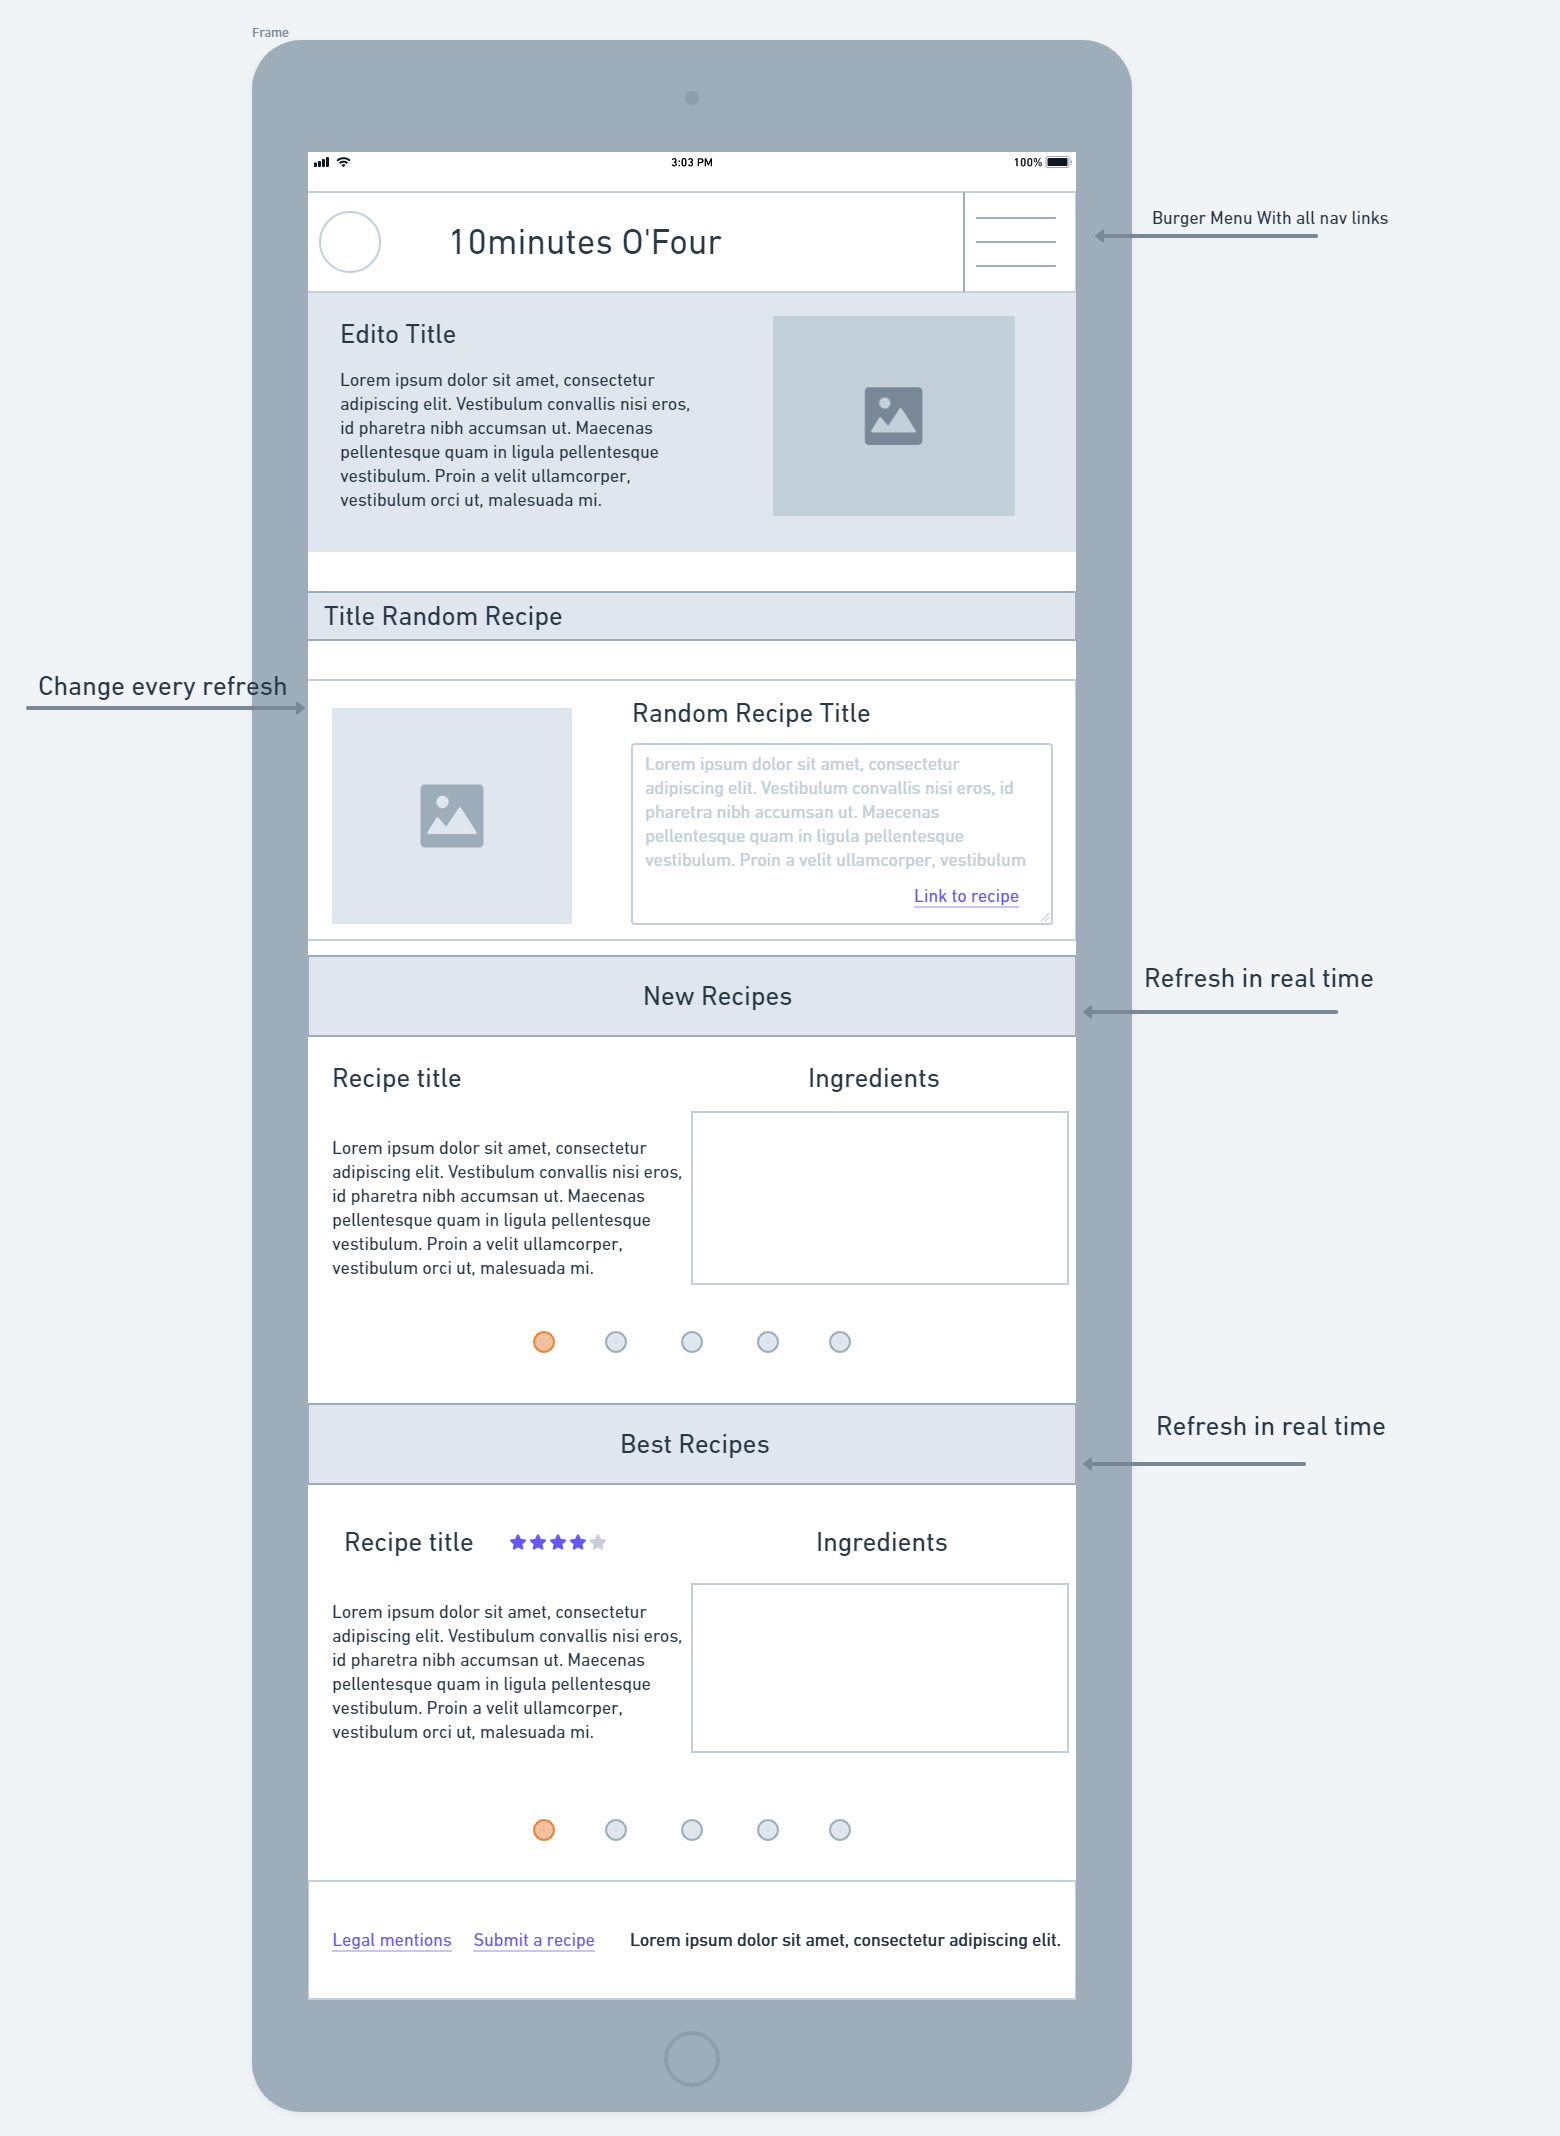 Frame
3:03 PM
100%
10minutes O'Four
Burger Menu With all nav links
Edito Title
Lorem ipsum dolor sit amet, consectetur
adipiscing elit. Vestibulum convallis nisi eros,
id pharetra nibh accumsan ut. Maecenas
pellentesque quam in ligula pellentesque
vestibulum. Proin a velit ullamcorper,
vestibulum orci ut, malesuada mi.
Title Random Recipe
Change every refresh
Random Recipe Title
Lorem ipsum dolor sit amet, consectetur
adipiscing elit. Vestibulum convallis nisi eros, id
pharetra nibh accumsan ut. Maecenas
pellentesque quam in ligula pellentesque
vestibulum. Proin a velit ullamcorper, vestibulum
Link to recipe
New Recipes
Refresh in real time
Recipe title
Ingredients
Lorem ipsum dolor sit amet, consectetur
adipiscing elit. Vestibulum convallis nisi eros,
id pharetra nibh accumsan ut. Maecenas
pellentesque quam in ligula pellentesque
vestibulum. Proin a velit ullamcorper,
vestibulum orci ut, malesuada mi.
Best Recipes
Refresh in real time
Recipe title
Ingredients
Lorem ipsum dolor sit amet, consectetur
adipiscing elit. Vestibulum convallis nisi eros,
id pharetra nibh accumsan ut. Maecenas
pellentesque quam in ligula pellentesque
vestibulum. Proin a velit ullamcorper,
vestibulum orci ut, malesuada mi.
Legal mentions
Submit a recipe
Lorem ipsum dolor sit amet, consectetur adipiscing elit.